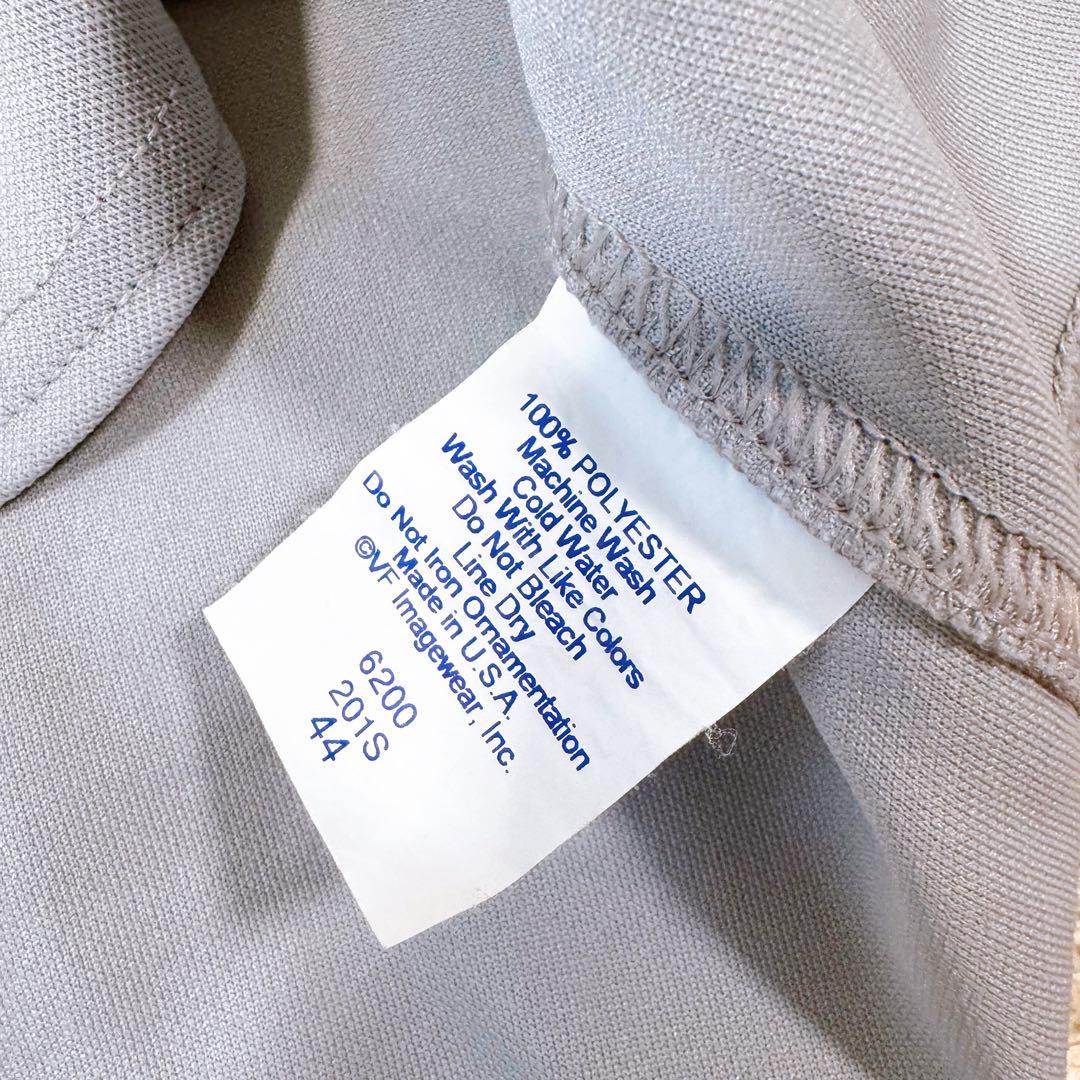 100% POLYESTER
Machine Wash
Cold Water
Wash With Like Colors
Do Not Bleach
Line Dry
Do Not Iron Ornamentation
Made in U.S.A.
©VF Imagewear, Inc.
6200
201S
44